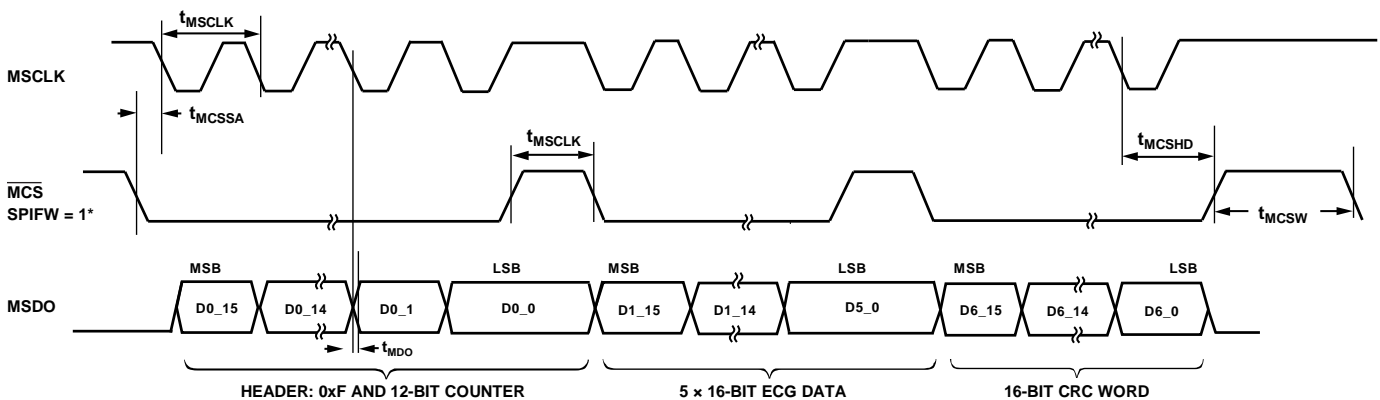 tMSCLK
MSCLK
tMCSSA
tMSCLK
tMCSHD
MCS
SPIFW = 1*
tMCSW
MSB LSB MSB LSB MSB LSB
MSDO
D0_15 D0_14 D0_1 D0_0 D1_15 D1_14 D5_0 D6_15 D6_14 D6_0
tMDO
HEADER: 0xF AND 12-BIT COUNTER 5 × 16-BIT ECG DATA 16-BIT CRC WORD